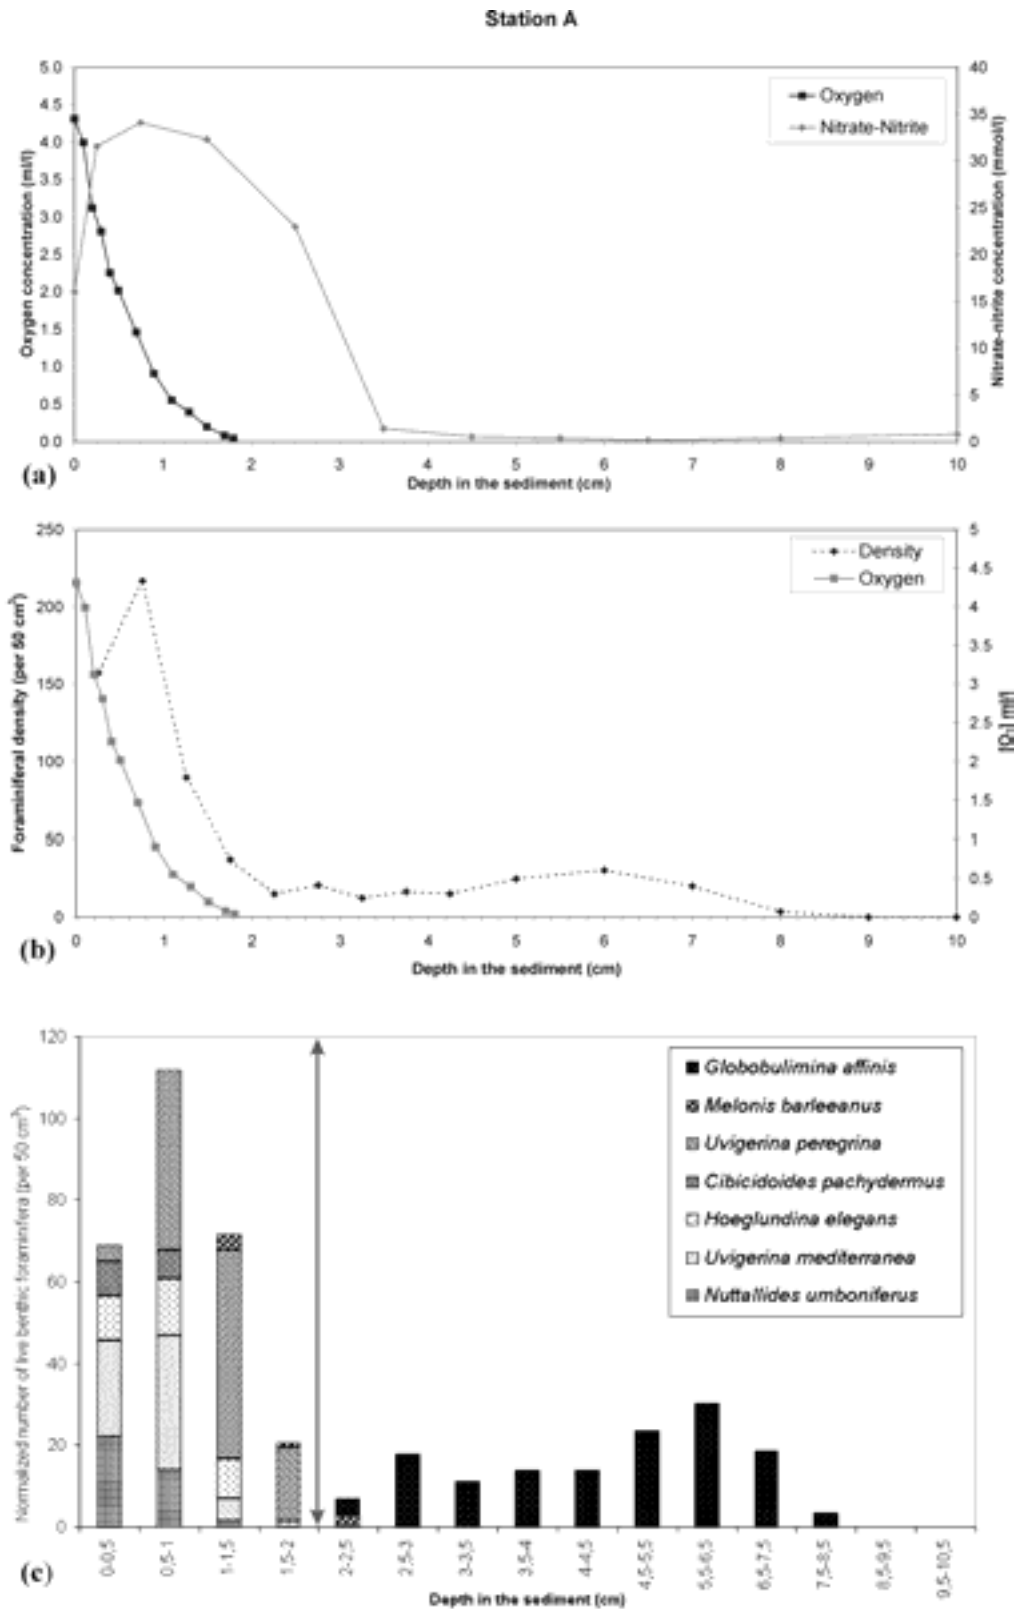 Station A
Oxygen concentration (ml/l)
5.0
4.5
4.0
3.5
3.0
2.5
2.0
1.5
1.0
0.5
0.0
Oxygen
Nitrate-Nitrite
40
35
30
25
20
15
10
5
0
Nitrate-nitrite concentration (mmol/l)
0 1 2 3 4 5 6 7 8 9 10
Depth in the sediment (cm)
(a)
Foraminiferal density (per 50 cm³)
250
200
150
100
50
0
Density
Oxygen
5
4.5
4
3.5
3
2.5
2
1.5
1
0.5
0
[O₂] ml/l
0 1 2 3 4 5 6 7 8 9 10
Depth in the sediment (cm)
(b)
Normalized number of live benthic foraminifera (per 50 cm³)
120
100
80
60
40
20
0
Globobulimina affinis
Melonis barleeanus
Uvigerina peregrina
Cibicidoides pachydermus
Hoeglundina elegans
Uvigerina mediterranea
Nuttallides umboniferus
0-0,5 0,5-1 1-1,5 1,5-2 2-2,5 2,5-3 3-3,5 3,5-4 4-4,5 4,5-5,5 5,5-6,5 6,5-7,5 7,5-8,5 8,5-9,5 9,5-10,5
Depth in the sediment (cm)
(c)